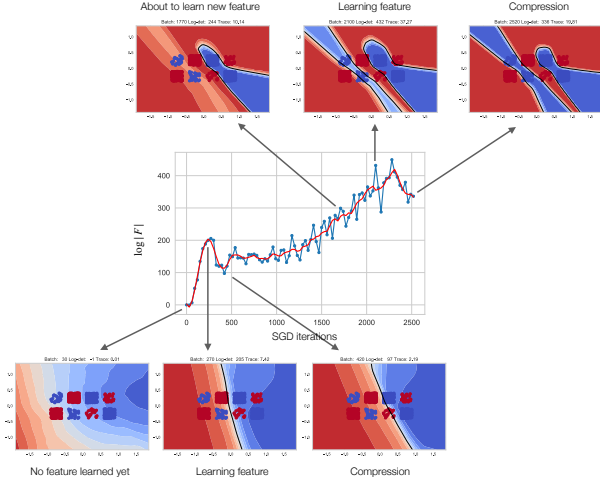 About to learn new feature
Learning feature
Compression
Batch: 1770 Log-det: 244 Trace: 10,14
Batch: 2100 Log-det: 432 Trace: 37,27
Batch: 2520 Log-det: 336 Trace: 19,81
log |F|
400
300
200
100
0
0
500
1000
1500
2000
2500
SGD iterations
Batch: 30 Log-det: -1 Trace: 0,01
Batch: 270 Log-det: 205 Trace: 7,42
Batch: 420 Log-det: 97 Trace: 2,19
No feature learned yet
Learning feature
Compression